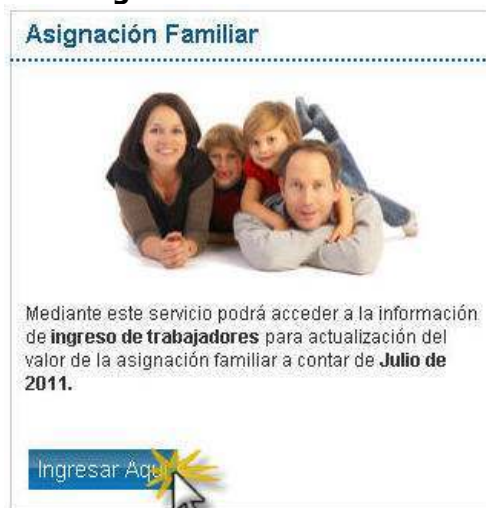 Asignación Familiar
Mediante este servicio podrá acceder a la información
de ingreso de trabajadores para actualización del
valor de la asignación familiar a contar de Julio de
2011.
Ingresar Aquí